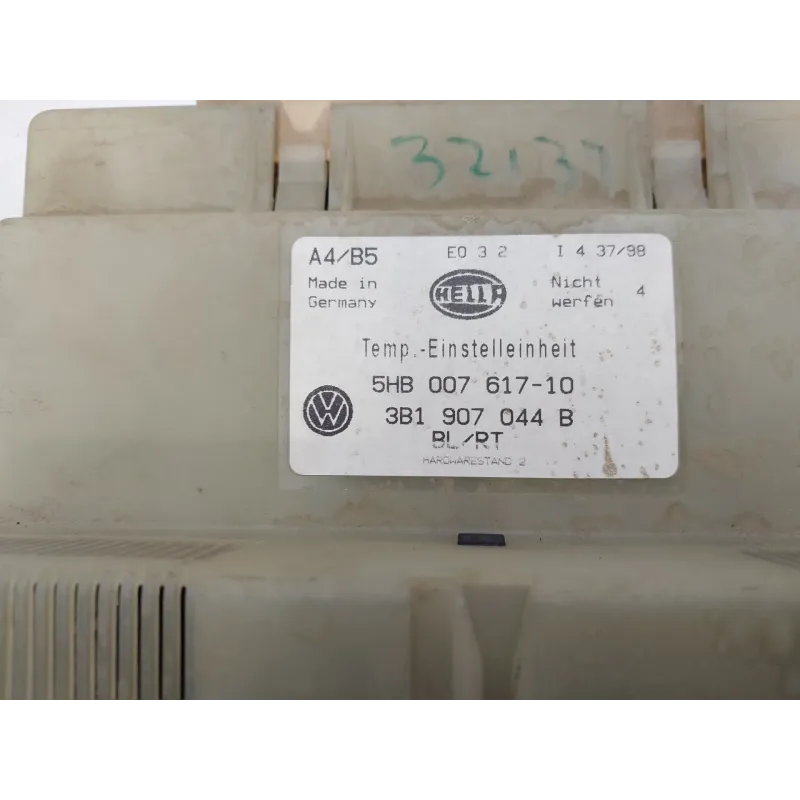 32137
A4/B5 E0 3 2 I 4 37/98
Made in Germany HELLA Nicht werfen 4
Temp.-Einstelleinheit
5HB 007 617-10
VW 3B1 907 044 B
BL/RT
HARDWARESTAND 2